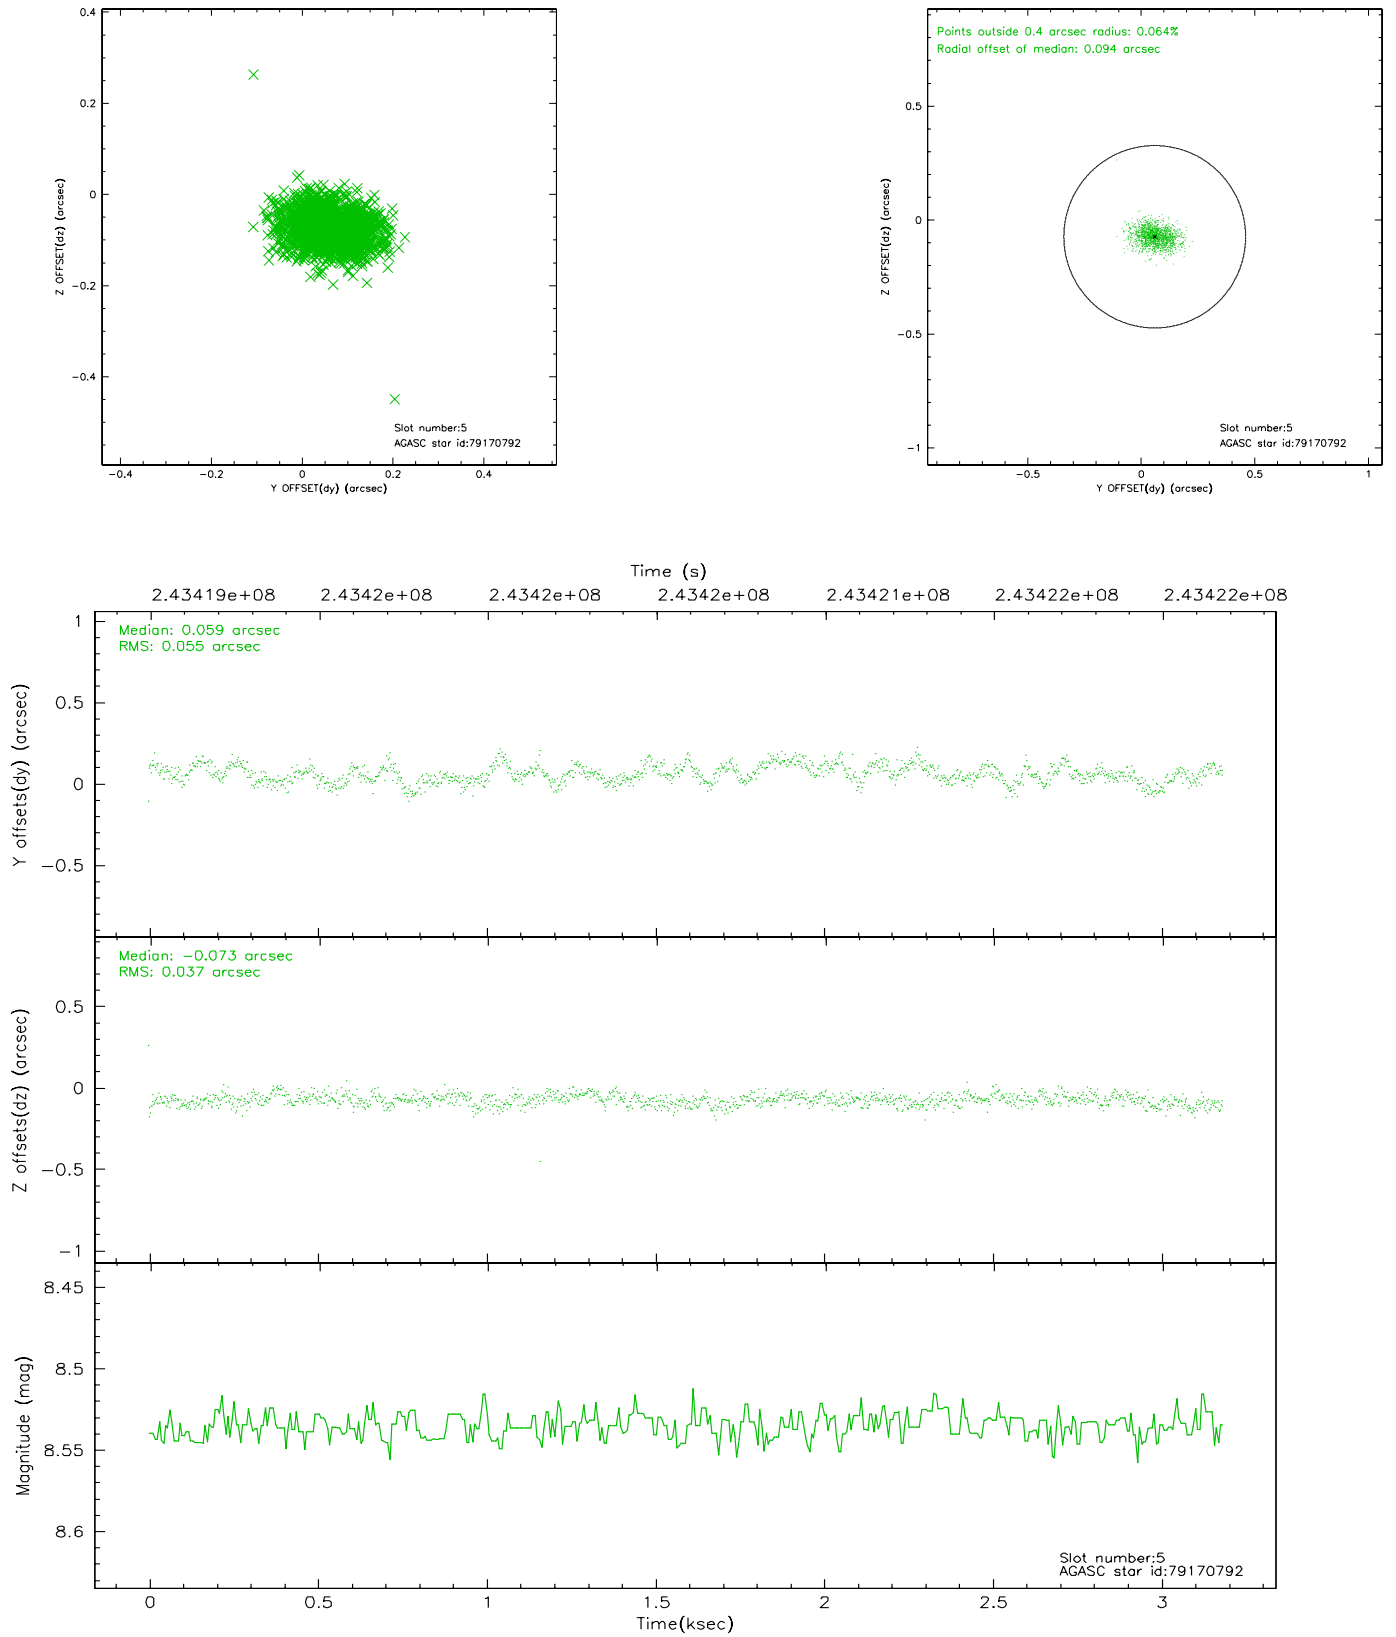 0.4
0.2
0
−0.2
−0.4
Z OFFSET(dz) (arcsec)
Slot number:5
AGASC star id:79170792
−0.4 −0.2 0 0.2 0.4
Y OFFSET(dy) (arcsec)
Points outside 0.4 arcsec radius: 0.064%
Radial offset of median: 0.094 arcsec
0.5
0
−0.5
−1
Z OFFSET(dz) (arcsec)
Slot number:5
AGASC star id:79170792
−0.5 0 0.5 1
Y OFFSET(dy) (arcsec)
Time (s)
2.43419e+08 2.4342e+08 2.4342e+08 2.4342e+08 2.43421e+08 2.43422e+08 2.43422e+08
Median: 0.059 arcsec
RMS: 0.055 arcsec
1
0.5
0
−0.5
Y offsets(dy) (arcsec)
Median: −0.073 arcsec
RMS: 0.037 arcsec
0.5
0
−0.5
−1
Z offsets(dz) (arcsec)
8.45
8.5
8.55
8.6
Magnitude (mag)
Slot number:5
AGASC star id:79170792
0 0.5 1 1.5 2 2.5 3
Time(ksec)